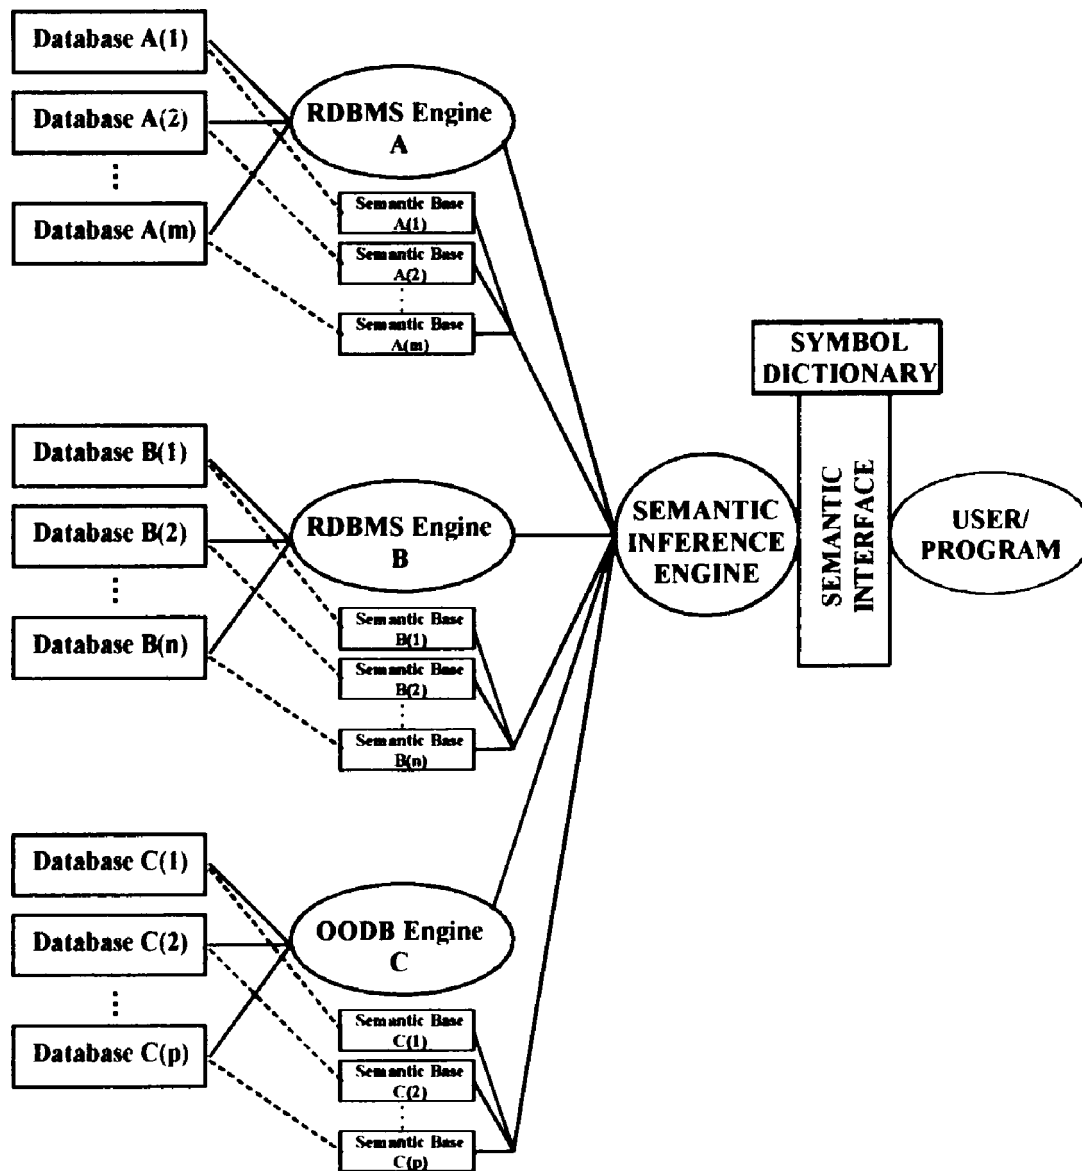 Database A(1)
Database A(2)
Database A(m)
RDBMS Engine
A
Semantic Base
A(1)
Semantic Base
A(2)
Semantic Base
A(m)
Database B(1)
Database B(2)
Database B(n)
RDBMS Engine
B
Semantic Base
B(1)
Semantic Base
B(2)
Semantic Base
B(n)
Database C(1)
Database C(2)
Database C(p)
OODB Engine
C
Semantic Base
C(1)
Semantic Base
C(2)
Semantic Base
C(p)
SEMANTIC
INFERENCE
ENGINE
SYMBOL
DICTIONARY
SEMANTIC
INTERFACE
USER/
PROGRAM